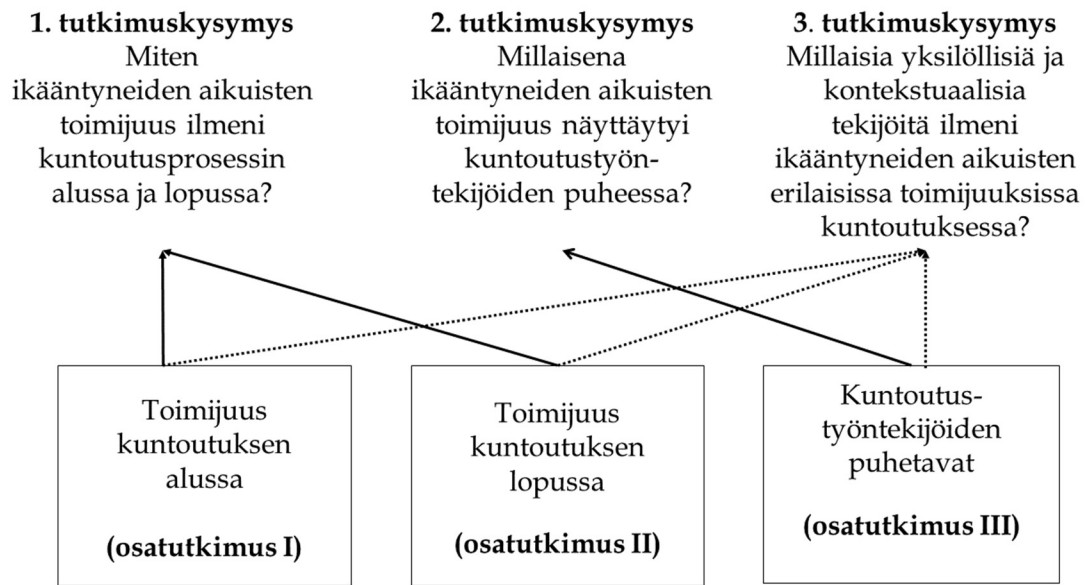 1. tutkimuskysymys
Miten
ikääntyneiden aikuisten
toimijuus ilmeni
kuntoutusprosessin
alussa ja lopussa?
2. tutkimuskysymys
Millaisena
ikääntyneiden aikuisten
toimijuus näyttäytyi
kuntoutustyön-
tekijöiden puheessa?
3. tutkimuskysymys
Millaisia yksilöllisiä ja
kontekstuaalisia
tekijöitä ilmeni
ikääntyneiden aikuisten
erilaisissa toimijuuksissa
kuntoutuksessa?
Toimijuus
kuntoutuksen
alussa
(osatutkimus I)
Toimijuus
kuntoutuksen
lopussa
(osatutkimus II)
Kuntoutus-
työntekijöiden
puhetavat
(osatutkimus III)